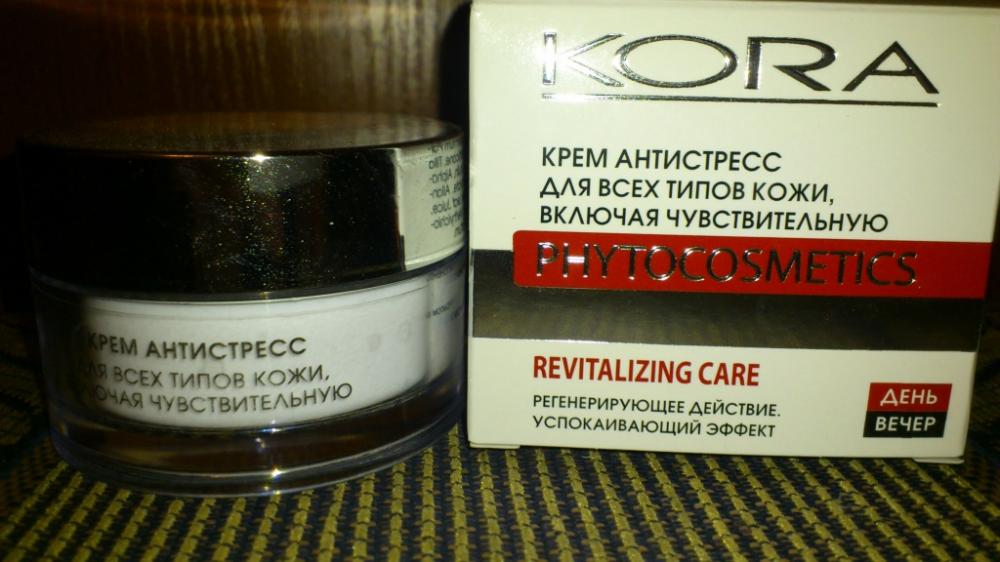 KORA
КРЕМ АНТИСТРЕСС
ДЛЯ ВСЕХ ТИПОВ КОЖИ,
ВКЛЮЧАЯ ЧУВСТВИТЕЛЬНУЮ
PHYTOCOSMETICS
REVITALIZING CARE
РЕГЕНЕРИРУЮЩЕЕ ДЕЙСТВИЕ.
УСПОКАИВАЮЩИЙ ЭФФЕКТ
ДЕНЬ
ВЕЧЕР
КРЕМ АНТИСТРЕСС
ДЛЯ ВСЕХ ТИПОВ КОЖИ,
ЧУВСТВИТЕЛЬНУЮ